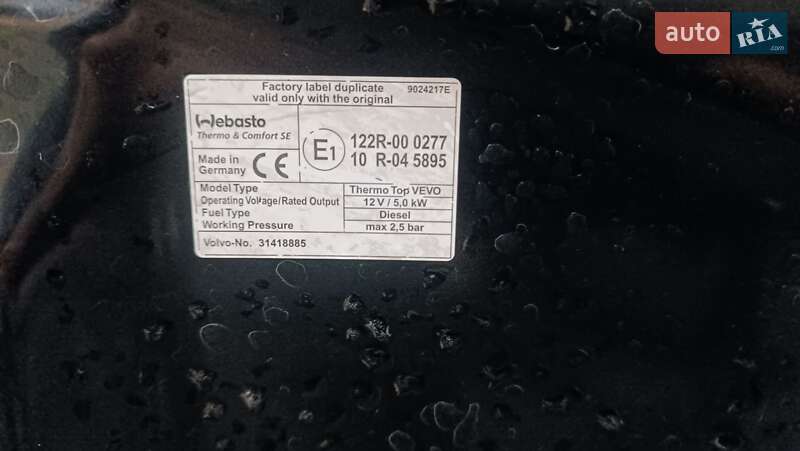 auto RIA.com
Factory label duplicate 9024217E
valid only with the original
Webasto
Thermo & Comfort SE
Made in
Germany
CE
E1
122R-00 0277
10 R-04 5895
Model Type Thermo Top VEVO
Operating Voltage/Rated Output 12 V / 5,0 kW
Fuel Type Diesel
Working Pressure max 2,5 bar
Volvo-No. 31418885